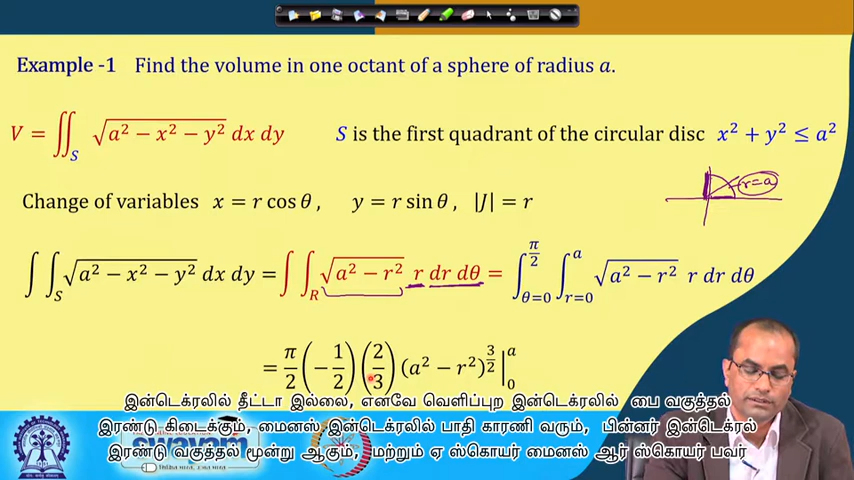 Example -1 Find the volume in one octant of a sphere of radius a.
V = ∬_S √(a² − x² − y²) dx dy S is the first quadrant of the circular disc x² + y² ≤ a²
r=a
Change of variables x = r cos θ , y = r sin θ , |J| = r
∫∫_S √(a² − x² − y²) dx dy = ∫∫_R √(a² − r²) r dr dθ = ∫_{θ=0}^{π/2} ∫_{r=0}^{a} √(a² − r²) r dr dθ
= π/2 (−1/2) (2/3) (a² − r²)^{3/2} |_0^a
இன்டெக்ரலில் தீட்டா இல்லை, எனவே வெளிப்புற இன்டெக்ரலில் பை வகுத்தல்
இரண்டு கிடைக்கும், மைனஸ் இன்டெக்ரலில் பாதி காரணி வரும், பின்னர் இன்டெக்ரல்
இரண்டு வகுத்தல் மூன்று ஆகும், மற்றும் ஏ ஸ்கொயர் மைனஸ் ஆர் ஸ்கொயர் பவர்
swayam